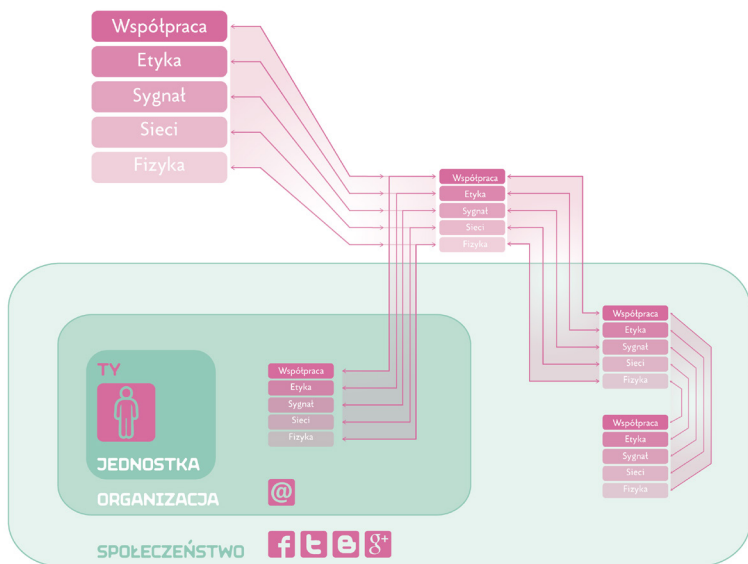 Współpraca
Etyka
Sygnał
Sieci
Fizyka
Współpraca
Etyka
Sygnał
Sieci
Fizyka
Współpraca
Etyka
Sygnał
Sieci
Fizyka
TY
JEDNOSTKA
Współpraca
Etyka
Sygnał
Sieci
Fizyka
Współpraca
Etyka
Sygnał
Sieci
Fizyka
ORGANIZACJA
@
SPOŁECZEŃSTWO
f t B g+